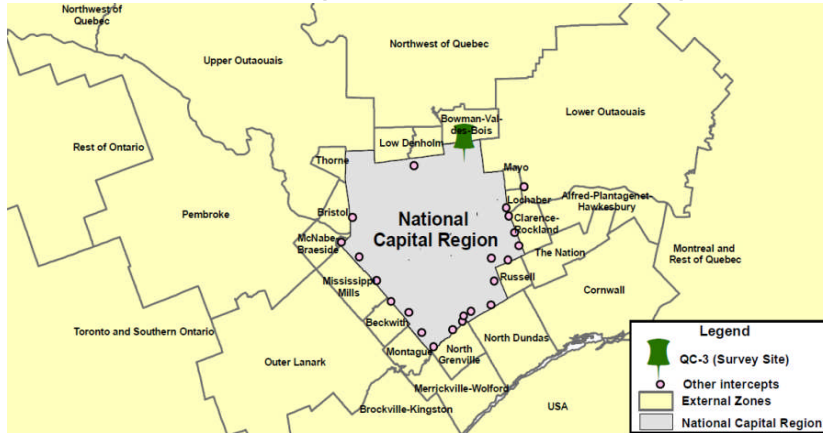 Northwest of
Quebec
Northwest of Quebec
Upper Outaouais
Lower Outaouais
Bowman-Val-
des-Bois
Rest of Ontario
Low
Denholm
Thorne
Mayo
Lochaber
Alfred-Plantagenet-
Hawkesbury
Pembroke
Bristol
National
Capital Region
Clarence-
Rockland
McNabb-
Braeside
The Nation
Montreal and
Rest of Quebec
Mississippi
Mills
Russell
Cornwall
Toronto and Southern Ontario
Beckwith
North Dundas
Outer Lanark
Montague
North
Grenville
Merrickville-Wolford
Brockville-Kingston
USA
Legend
QC-3 (Survey Site)
Other intercepts
External Zones
National Capital Region